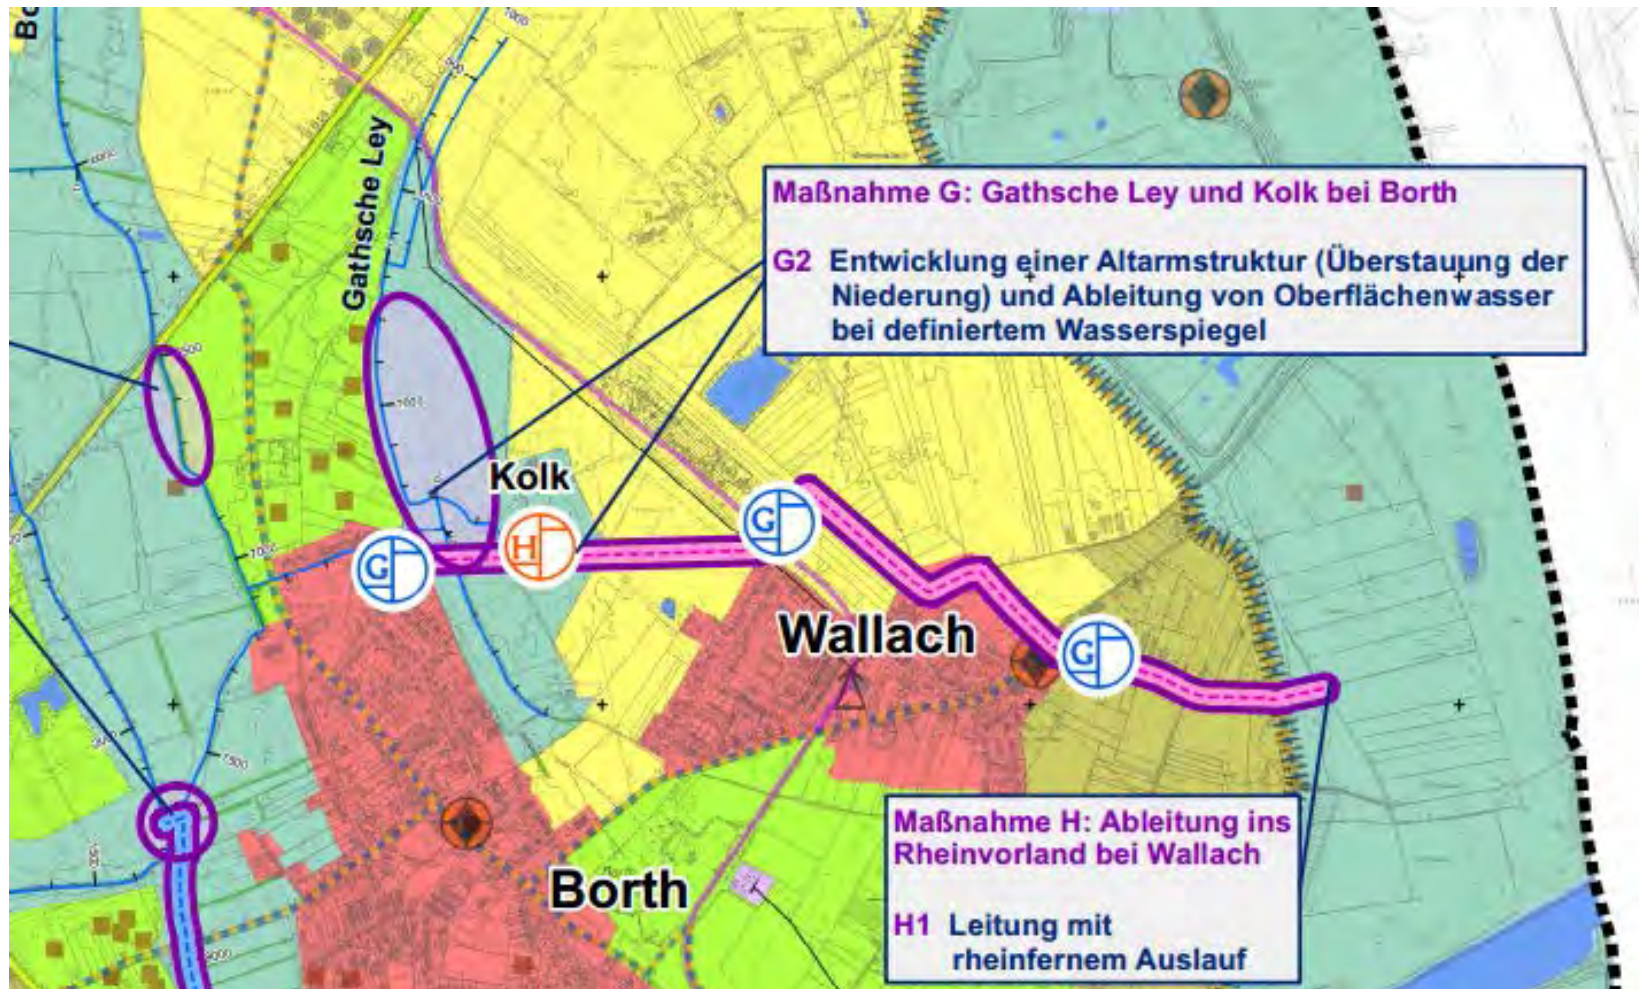 Bo
Gathsche Ley
Maßnahme G: Gathsche Ley und Kolk bei Borth
G2 Entwicklung einer Altarmstruktur (Überstauung der
Niederung) und Ableitung von Oberflächenwasser
bei definiertem Wasserspiegel
Kolk
G
H
G
Wallach
G
Borth
Maßnahme H: Ableitung ins
Rheinvorland bei Wallach
H1 Leitung mit
rheinfernem Auslauf